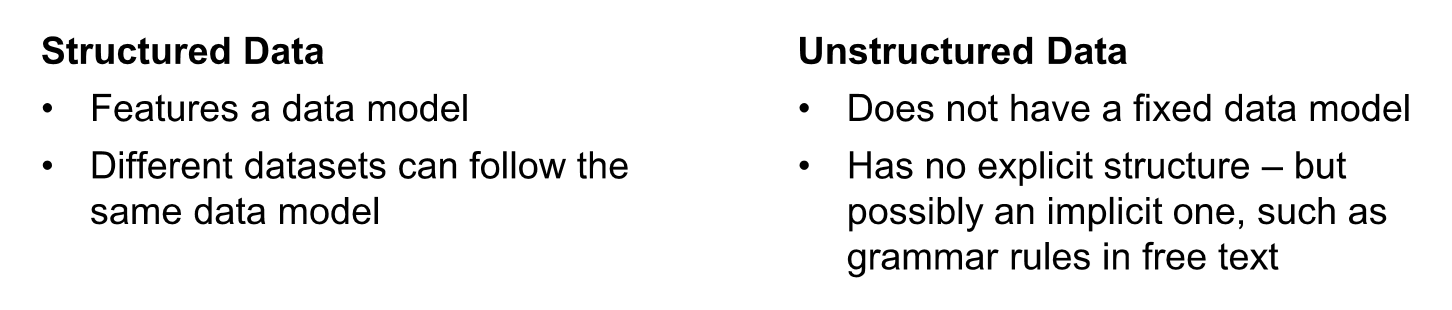 Structured Data
• Features a data model
• Different datasets can follow the
same data model
Unstructured Data
• Does not have a fixed data model
• Has no explicit structure – but
possibly an implicit one, such as
grammar rules in free text